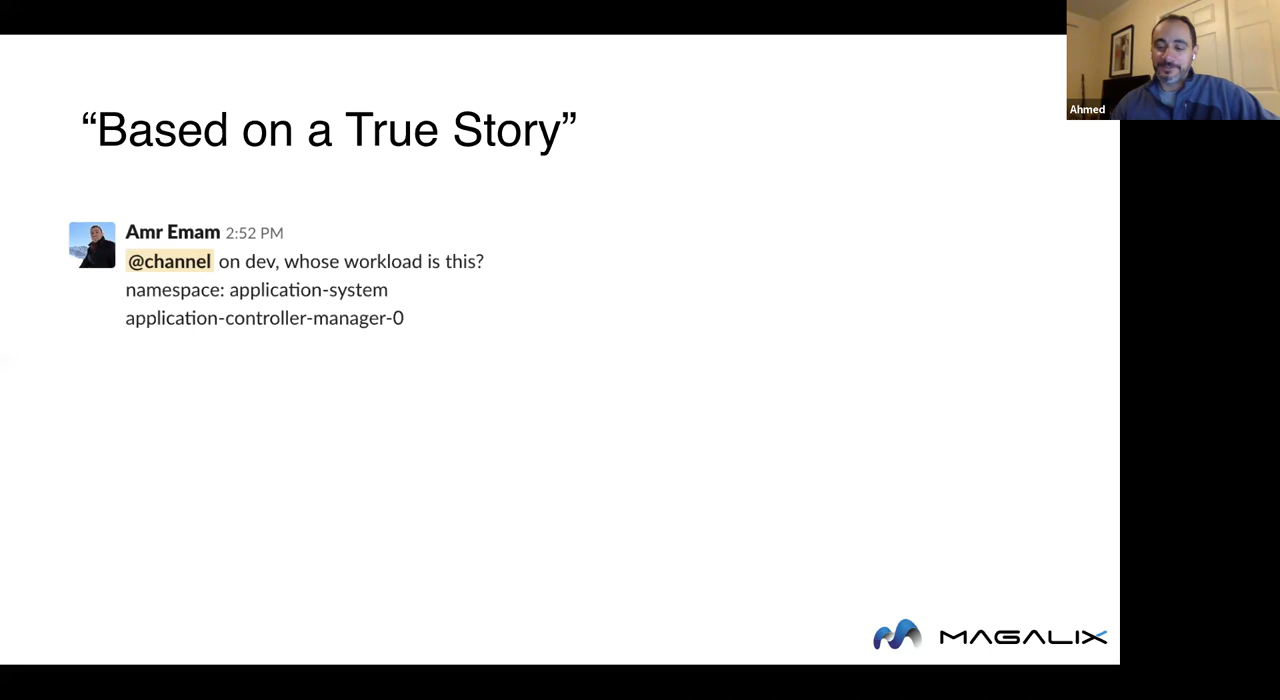 Ahmed
“Based on a True Story”
Amr Emam 2:52 PM
@channel on dev, whose workload is this?
namespace: application-system
application-controller-manager-0
MAGALIX